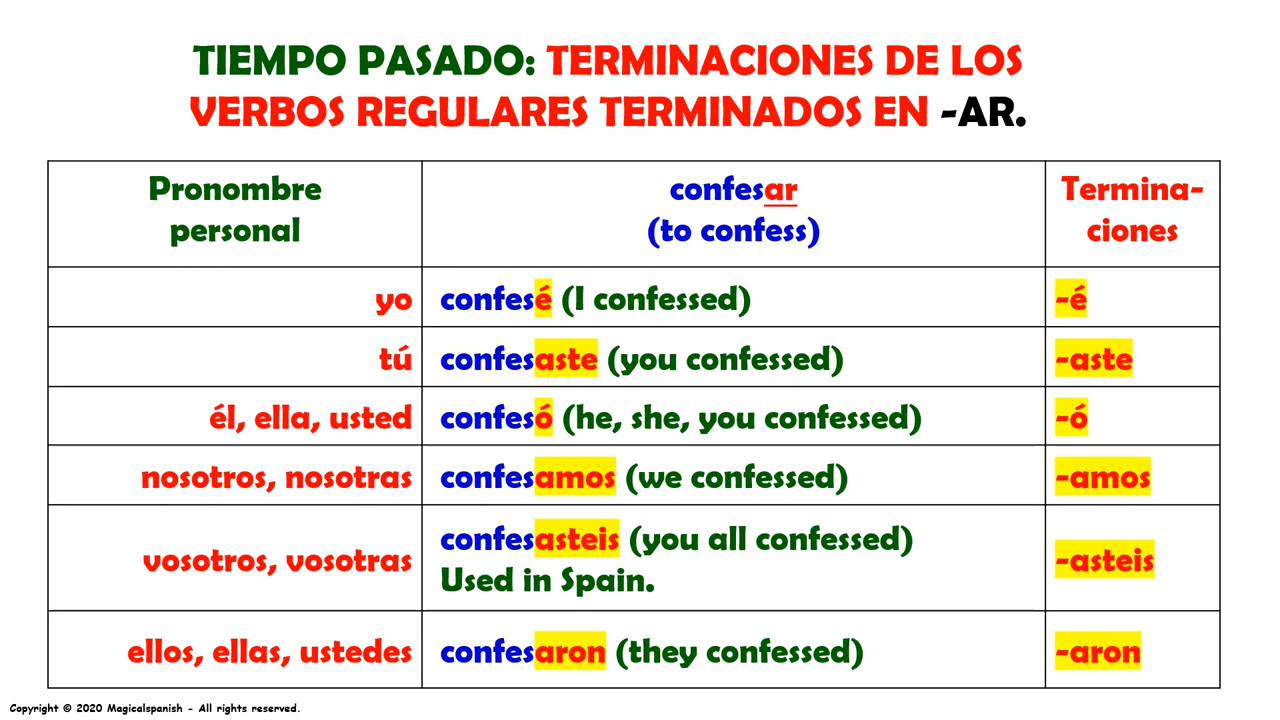 TIEMPO PASADO: TERMINACIONES DE LOS
VERBOS REGULARES TERMINADOS EN -AR.
Pronombre
personal
confesar
(to confess)
Termina-
ciones
yo
confesé (I confessed)
-é
tú
confesaste (you confessed)
-aste
él, ella, usted
confesó (he, she, you confessed)
-ó
nosotros, nosotras
confesamos (we confessed)
-amos
vosotros, vosotras
confesasteis (you all confessed)
Used in Spain.
-asteis
ellos, ellas, ustedes
confesaron (they confessed)
-aron
Copyright © 2020 Magicalspanish - All rights reserved.